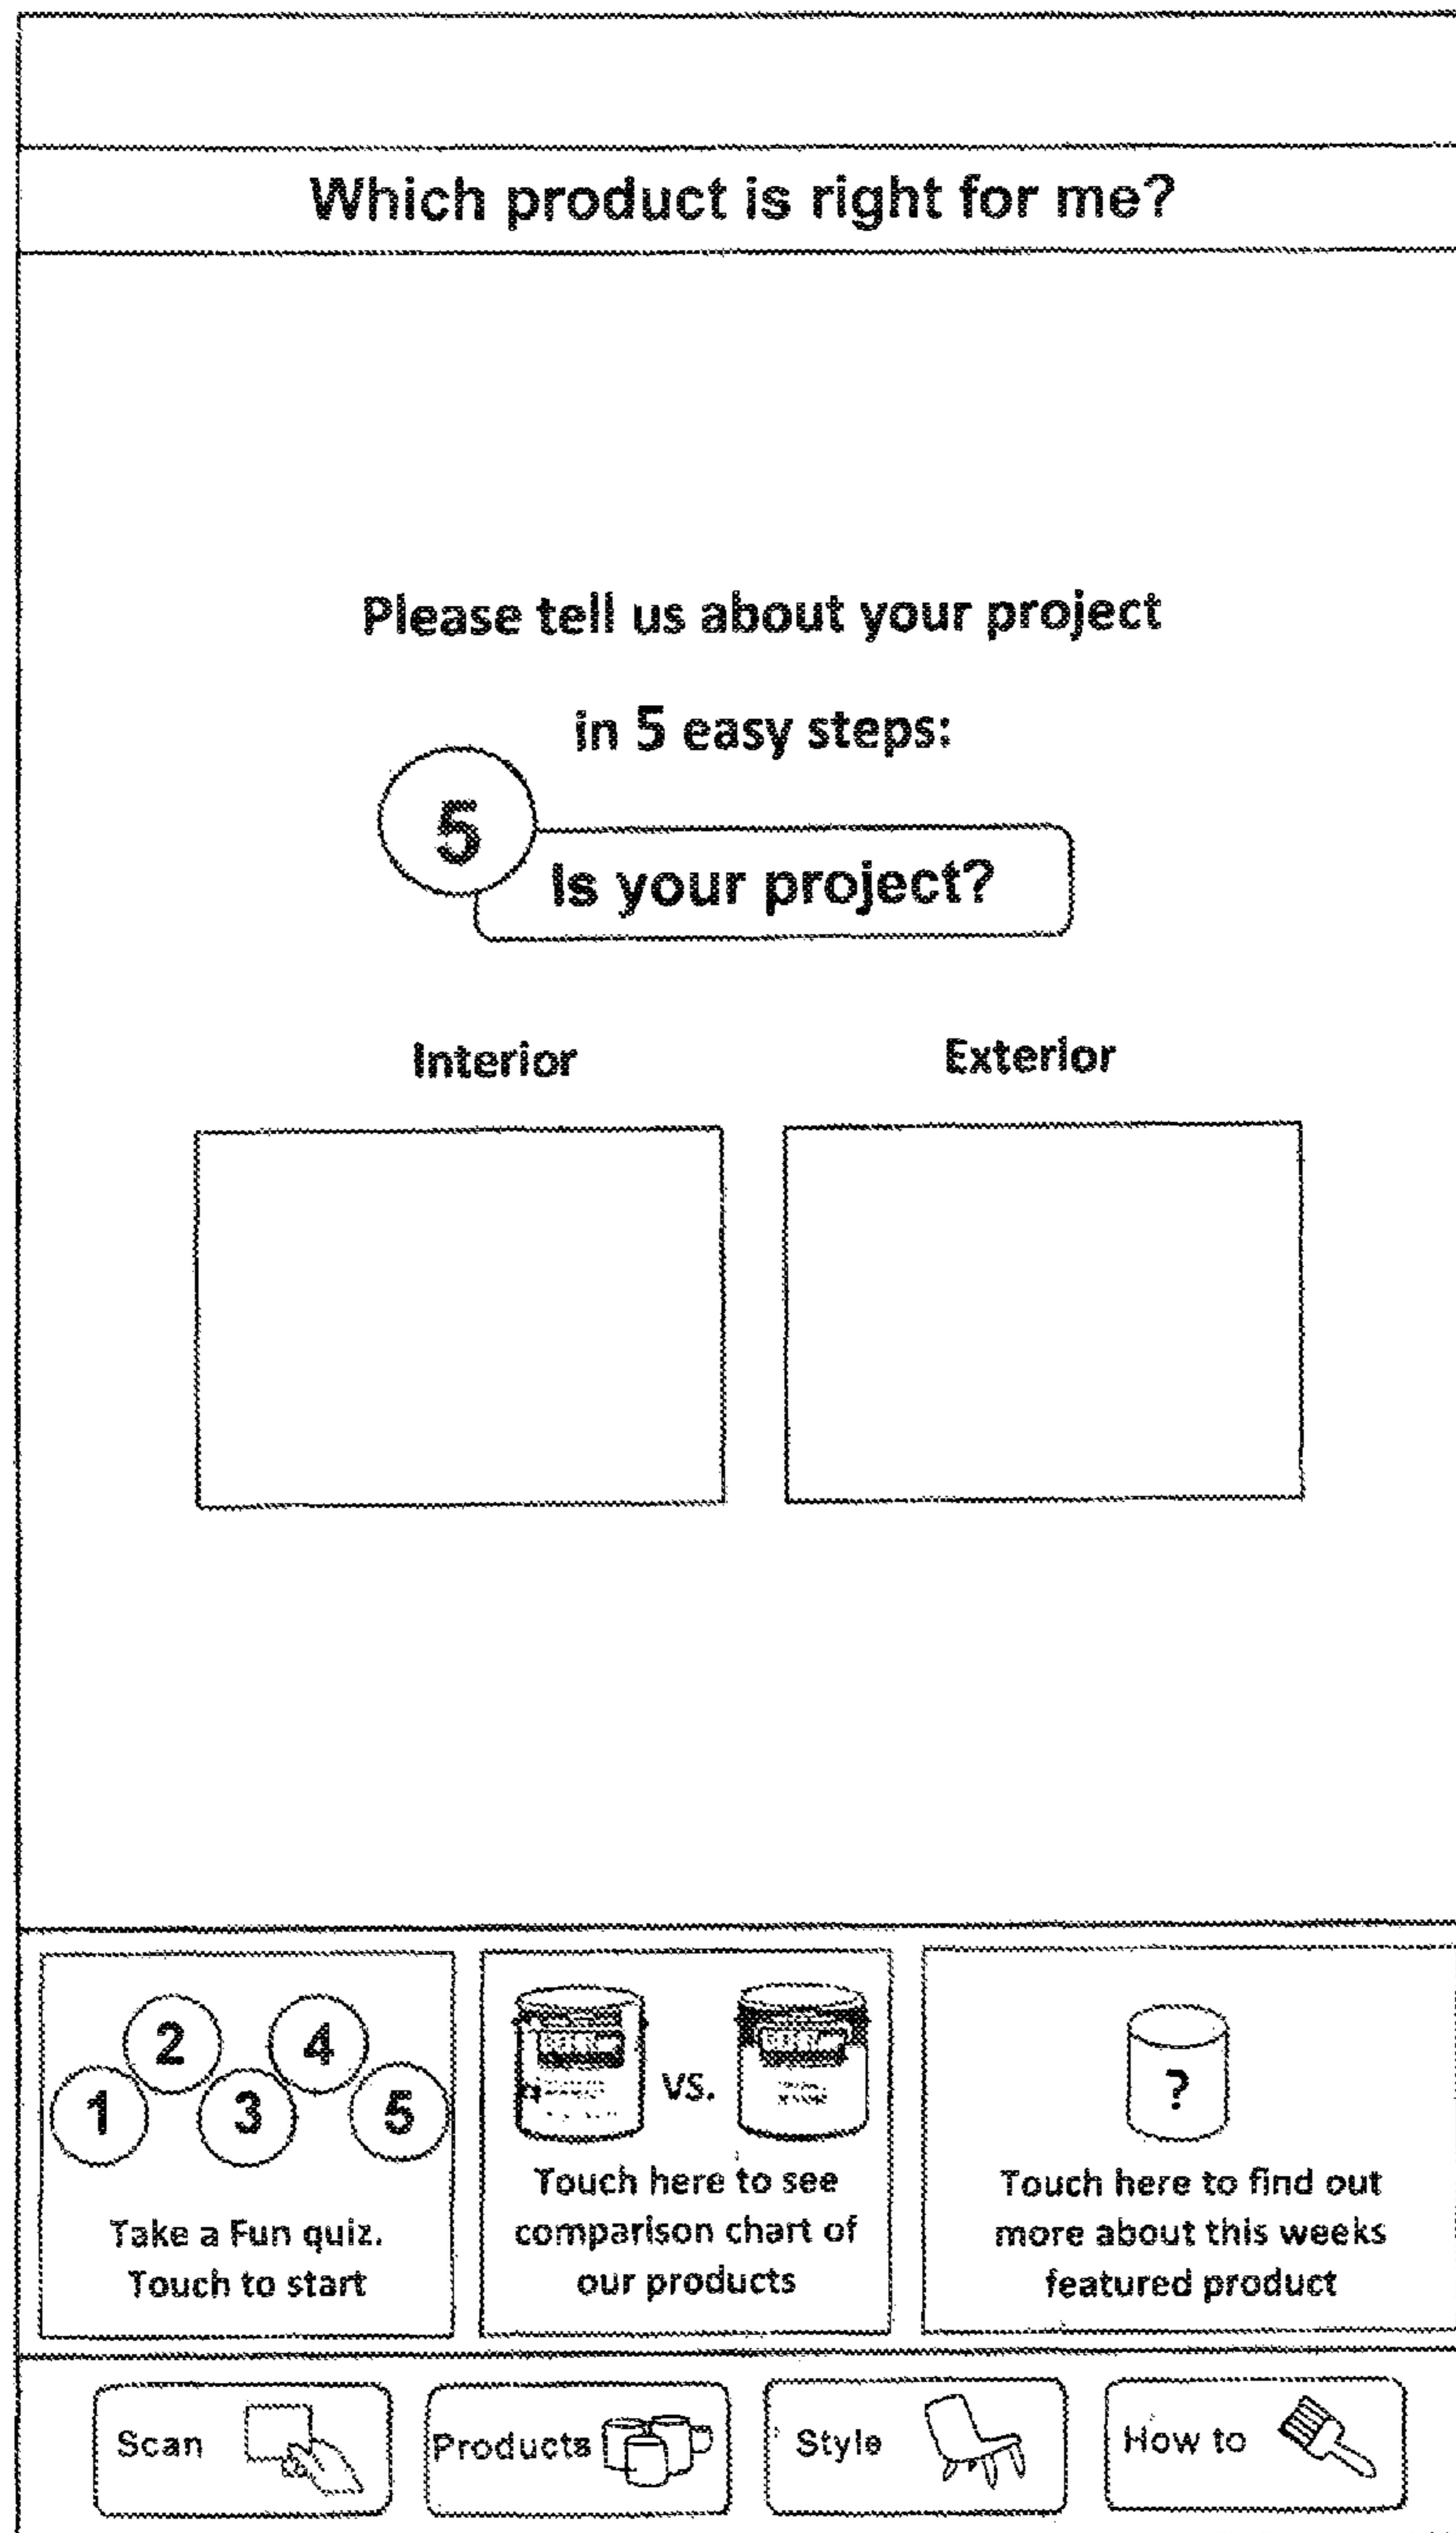 Which product is right for me?
Please tell us about your project
in 5 easy steps:
5
Is your project?
Interior
Exterior
1
2
3
4
5
Take a Fun quiz.
Touch to start
vs.
Touch here to see
comparison chart of
our products
?
Touch here to find out
more about this weeks
featured product
Scan
Products
Style
How to